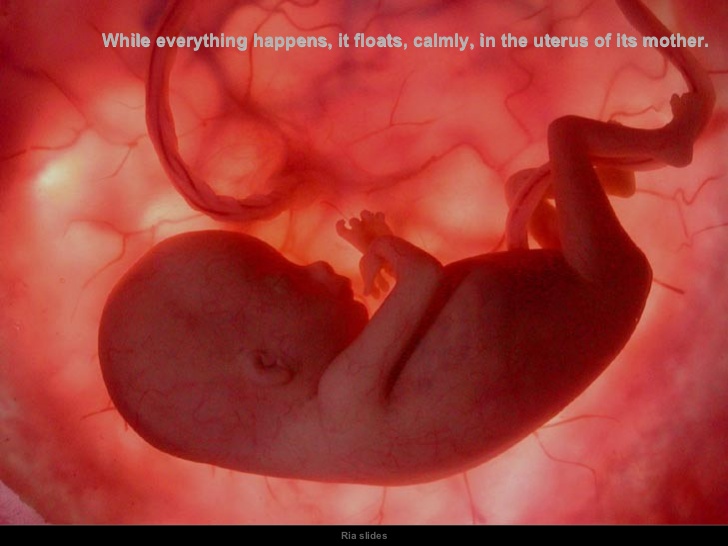 While everything happens, it floats, calmly, in the uterus of its mother.
Ria slides